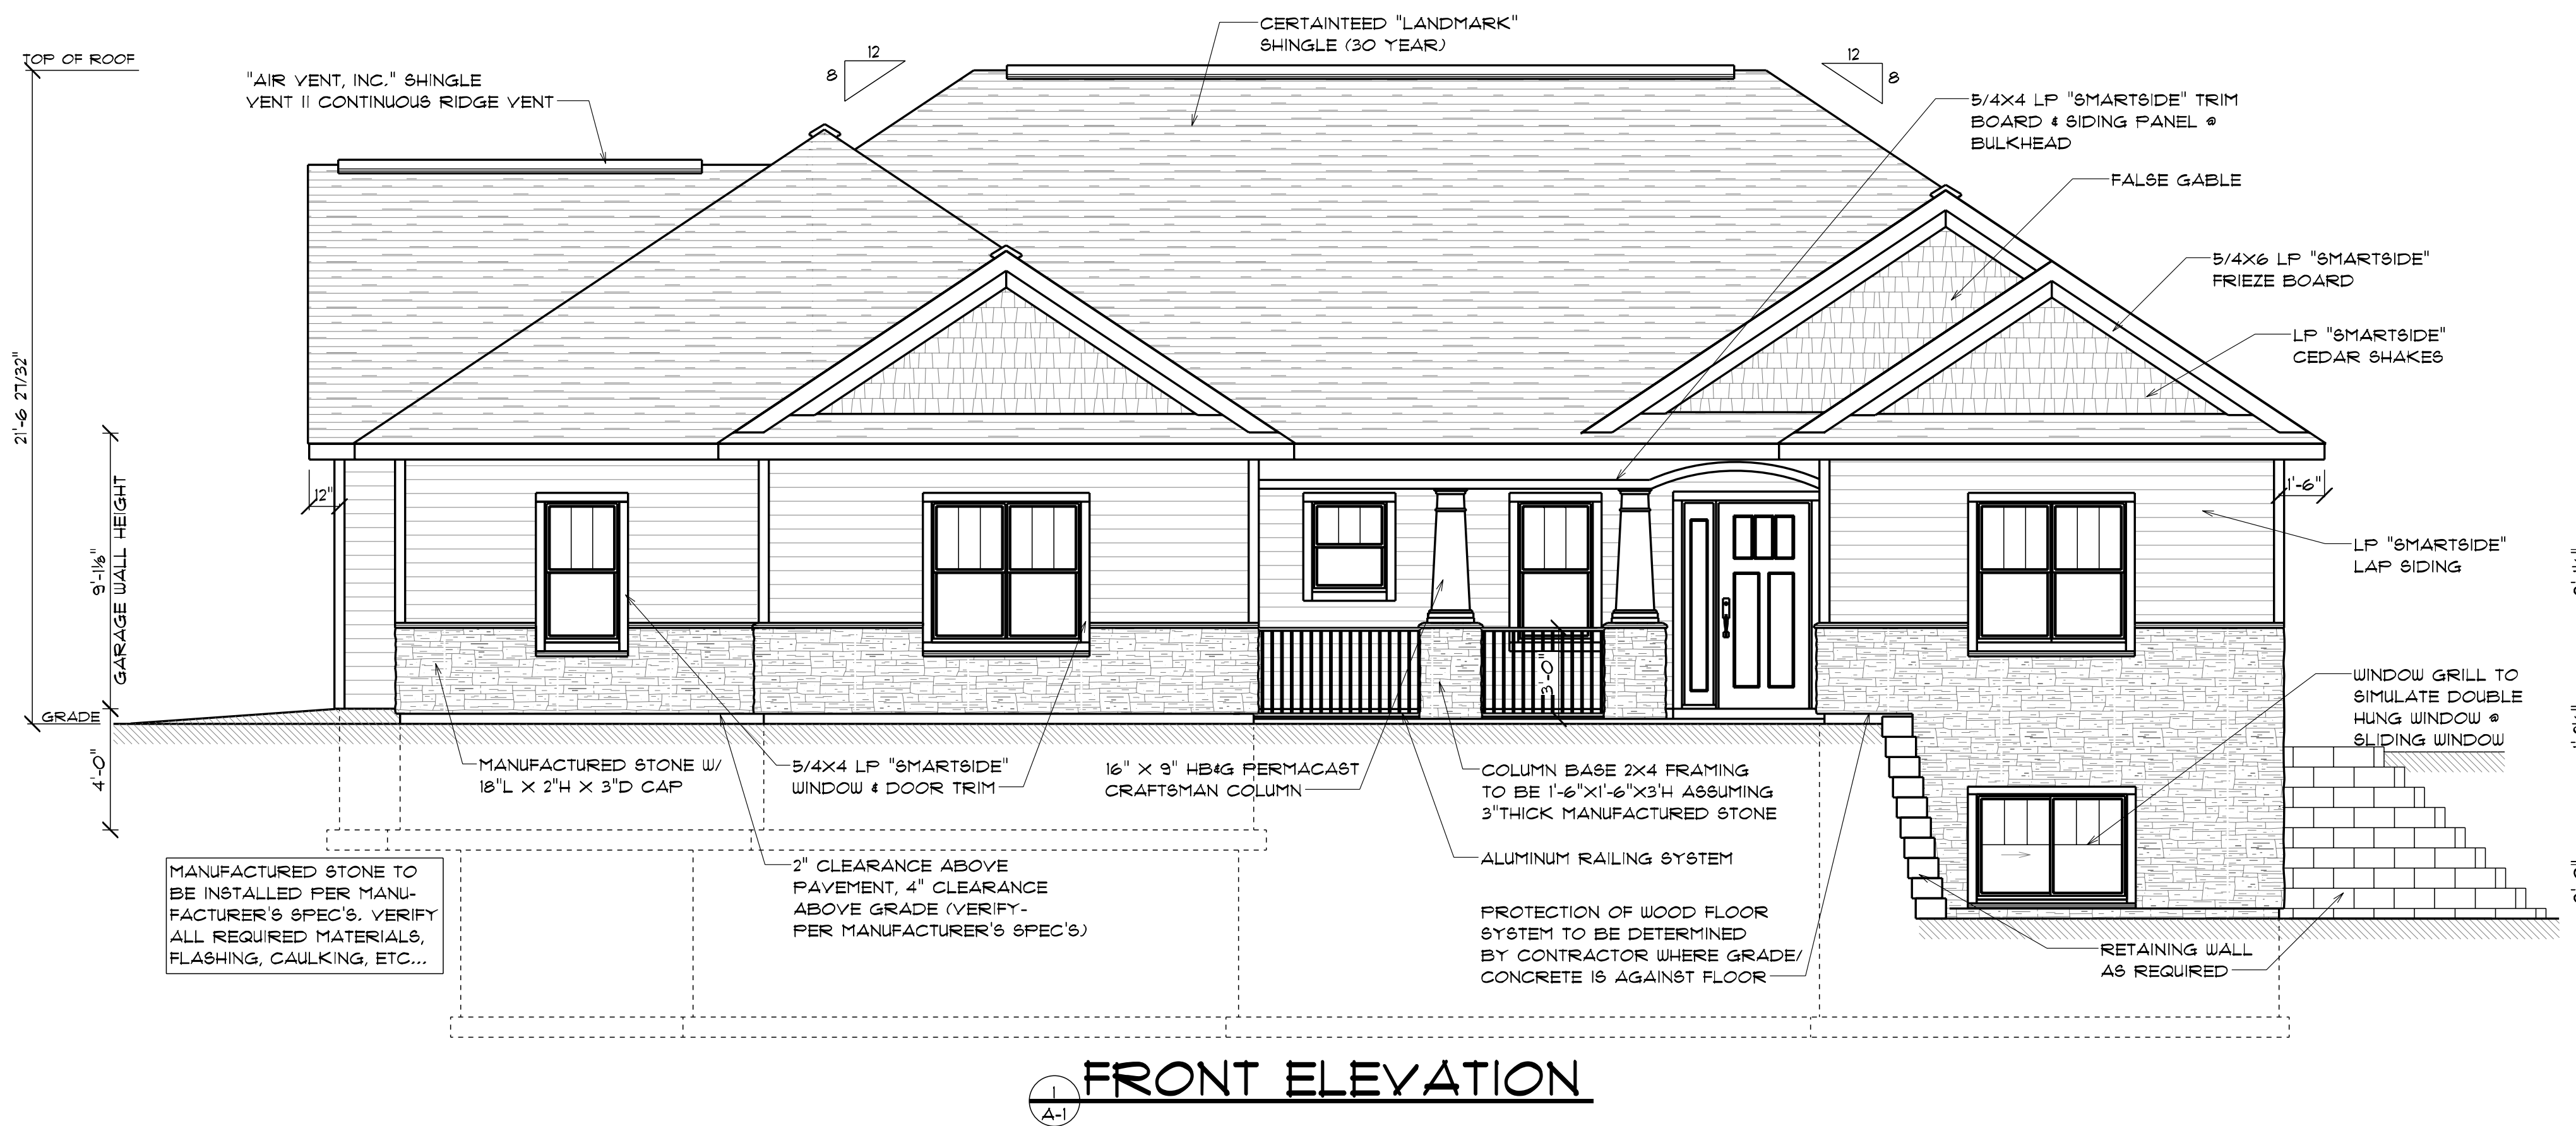 CERTAINTEED "LANDMARK"
SHINGLE (30 YEAR)
TOP OF ROOF
"AIR VENT, INC." SHINGLE
VENT II CONTINUOUS RIDGE VENT
12
8
12
8
5/4X4 LP "SMARTSIDE" TRIM
BOARD & SIDING PANEL @
BULKHEAD
FALSE GABLE
5/4X6 LP "SMARTSIDE"
FRIEZE BOARD
LP "SMARTSIDE"
CEDAR SHAKES
21'-6 27/32"
9'-1⅛"
GARAGE WALL HEIGHT
12"
1'-6"
LP "SMARTSIDE"
LAP SIDING
3'-0"
GRADE
4'-0"
WINDOW GRILL TO
SIMULATE DOUBLE
HUNG WINDOW @
SLIDING WINDOW
MANUFACTURED STONE W/
18"L X 2"H X 3"D CAP
5/4X4 LP "SMARTSIDE"
WINDOW & DOOR TRIM
16" X 9" HB&G PERMACAST
CRAFTSMAN COLUMN
COLUMN BASE 2X4 FRAMING
TO BE 1'-6"X1'-6"X3'H ASSUMING
3"THICK MANUFACTURED STONE
ALUMINUM RAILING SYSTEM
MANUFACTURED STONE TO
BE INSTALLED PER MANU-
FACTURER'S SPEC'S. VERIFY
ALL REQUIRED MATERIALS,
FLASHING, CAULKING, ETC...
2" CLEARANCE ABOVE
PAVEMENT, 4" CLEARANCE
ABOVE GRADE (VERIFY-
PER MANUFACTURER'S SPEC'S)
PROTECTION OF WOOD FLOOR
SYSTEM TO BE DETERMINED
BY CONTRACTOR WHERE GRADE/
CONCRETE IS AGAINST FLOOR
RETAINING WALL
AS REQUIRED
1
A-1
FRONT ELEVATION